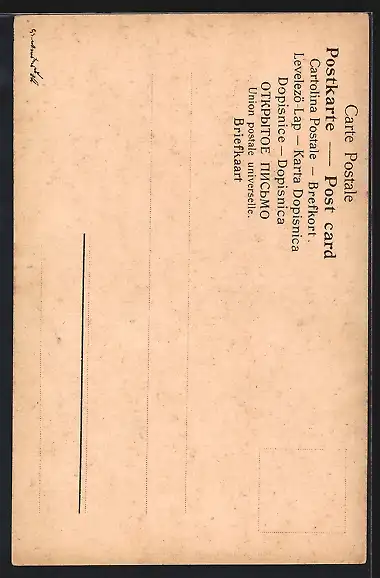 Carte Postale
Postkarte — Post card
Cartolina Postale — Brefkort.
Levelező-Lap — Karta Dopisnica
Dopisnice — Dopisnica
ОТКРЫТОЕ ПИСЬМО
Union postale universelle.
Briefkaart